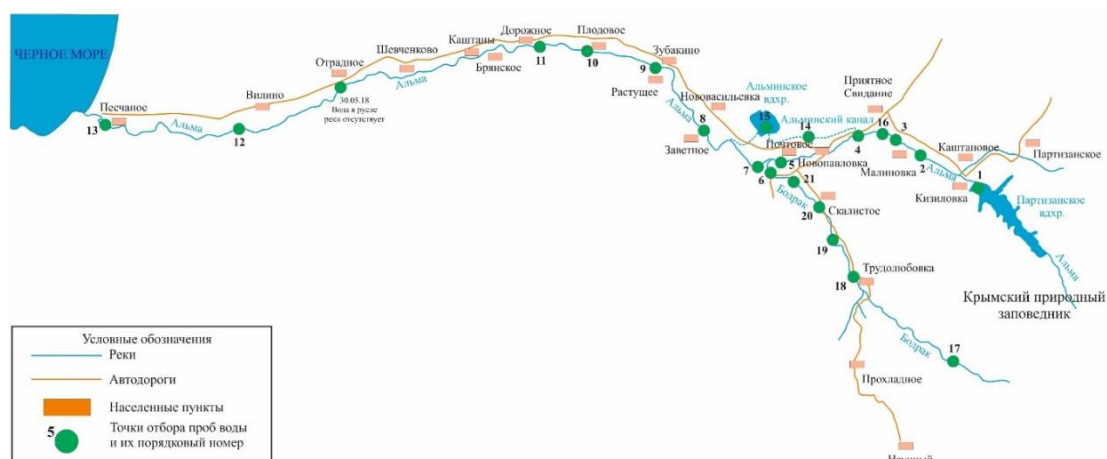 ЧЕРНОЕ МОРЕ
Песчаное
13
Альма
12
Вилино
Отрадное
30.05.18
Вода в русле
реки отсутствует
Шевченково
Альма
Каштаны
Брянское
Дорожное
11
Плодовое
10
Зубакино
9
Растущее
Альма
Нововасильевка
8
Заветное
Альминское
вдхр.
15
Альминский канал
14
Почтовое
Новопавловка
5
7
6
21
Бодрак
20
Скалистое
19
18
Трудолюбовка
Бодрак
17
Прохладное
Приятное
Свидание
16
3
4
Малиновка
2
Альма
Каштановое
Партизанское
1
Кизиловка
Партизанское
вдхр.
Альма
Крымский природный
заповедник
Условные обозначения
Реки
Автодороги
Населенные пункты
5
Точки отбора проб воды
и их порядковый номер